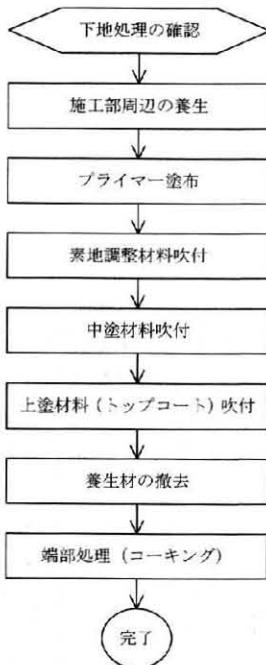 下地処理の確認
施工部周辺の養生
プライマー塗布
素地調整材料吹付
中塗材料吹付
上塗材料（トップコート）吹付
養生材の撤去
端部処理（コーキング）
完了